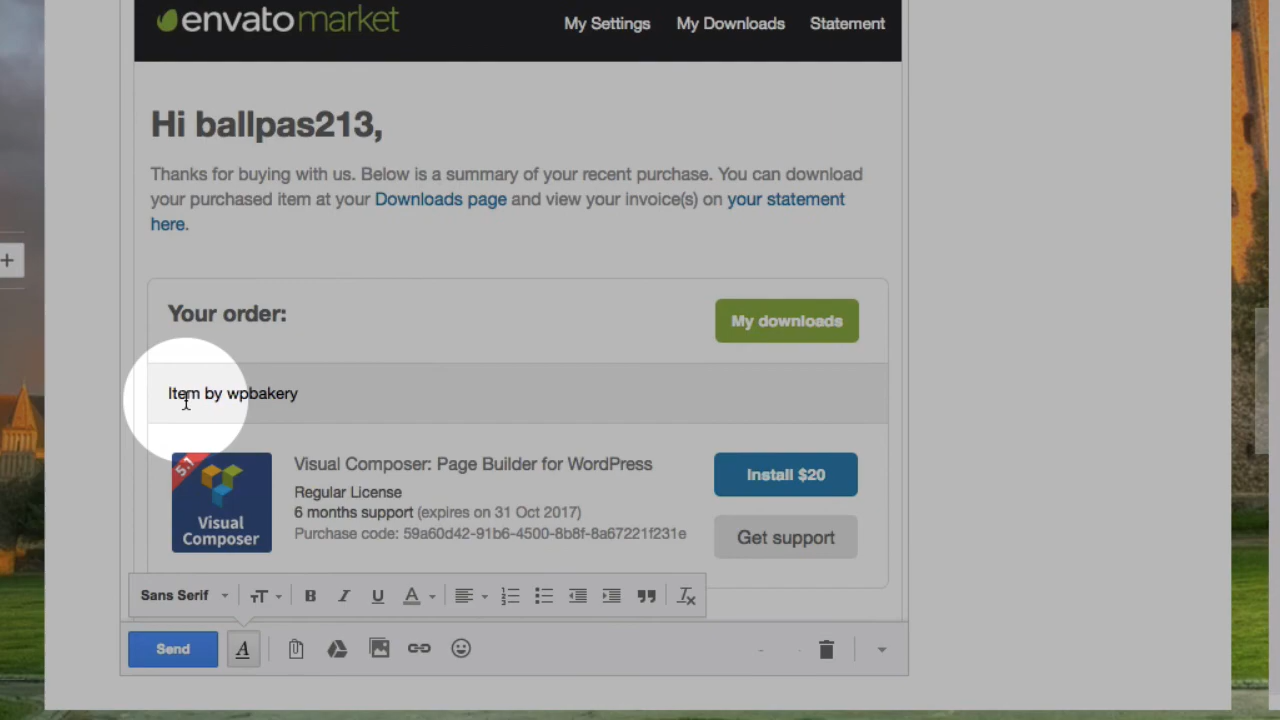 envato market
My Settings My Downloads Statement
Hi ballpas213,
Thanks for buying with us. Below is a summary of your recent purchase. You can download
your purchased item at your Downloads page and view your invoice(s) on your statement
here.
Your order:
My downloads
Item by wpbakery
5.1
Visual
Composer
Visual Composer: Page Builder for WordPress
Install $20
Regular License
6 months support (expires on 31 Oct 2017)
Purchase code: 59a60d42-91b6-4500-8b8f-8a67221f231e
Get support
Sans Serif
Send